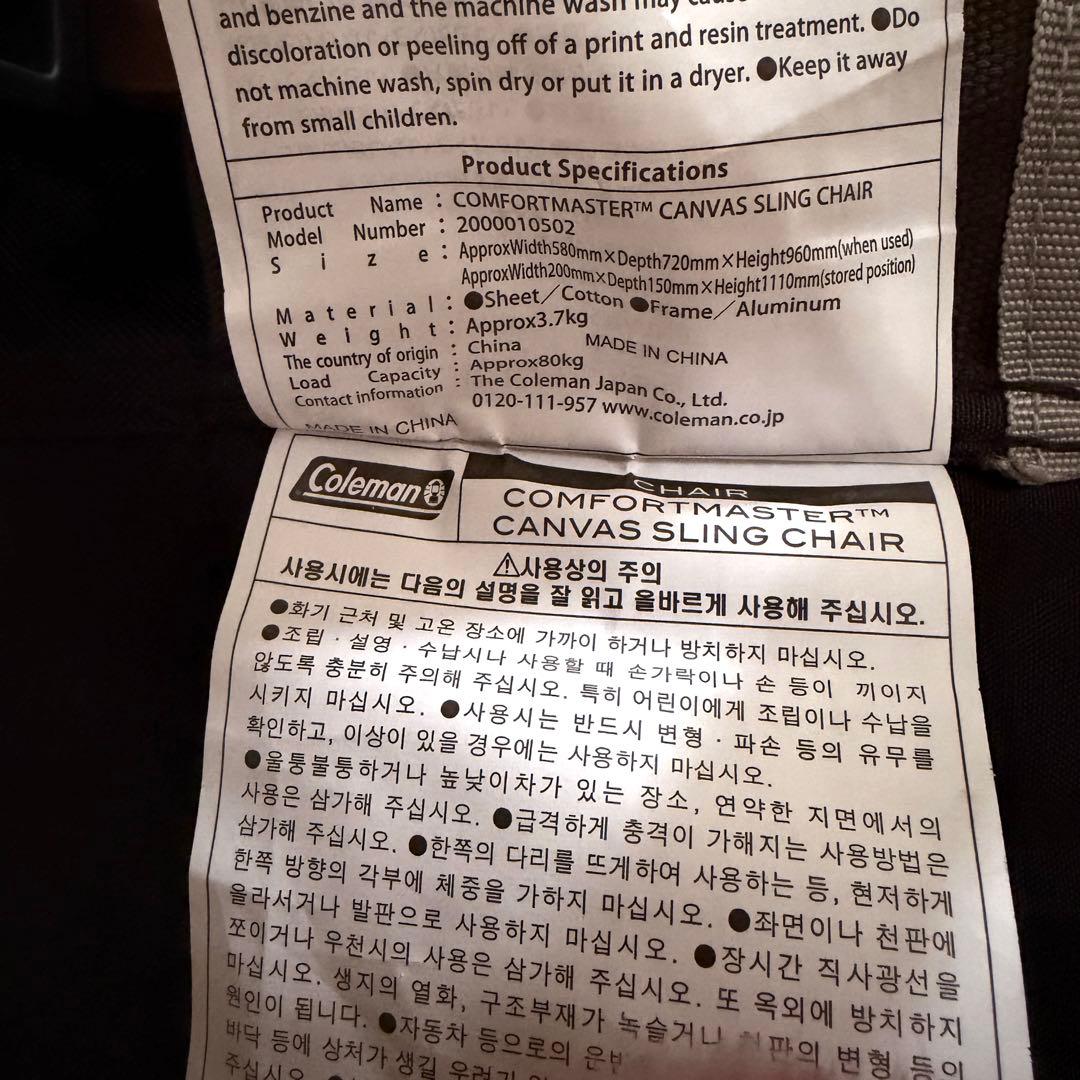 and benzine and the machine wash may cause
discoloration or peeling off of a print and resin treatment. ●Do
not machine wash, spin dry or put it in a dryer. ●Keep it away
from small children.
Product Specifications
Product Name : COMFORTMASTER™ CANVAS SLING CHAIR
Model Number : 2000010502
Size : ApproxWidth580mm×Depth720mm×Height960mm(when used)
ApproxWidth200mm×Depth150mm×Height1110mm(stored position)
Material : ●Sheet/Cotton ●Frame/Aluminum
Weight : Approx3.7kg
The country of origin : China MADE IN CHINA
Load Capacity : Approx80kg
Contact information : The Coleman Japan Co., Ltd.
0120-111-957 www.coleman.co.jp
MADE IN CHINA
Coleman
CHAIR
COMFORTMASTER™
CANVAS SLING CHAIR
⚠사용상의 주의
사용시에는 다음의 설명을 잘 읽고 올바르게 사용해 주십시오.
●화기 근처 및 고온 장소에 가까이 하거나 방치하지 마십시오.
●조립 · 설영 · 수납시나 사용할 때 손가락이나 손 등이 끼이지
않도록 충분히 주의해 주십시오. 특히 어린이에게 조립이나 수납을
시키지 마십시오. ●사용시는 반드시 변형 · 파손 등의 유무를
확인하고, 이상이 있을 경우에는 사용하지 마십시오.
●울퉁불퉁하거나 높낮이차가 있는 장소, 연약한 지면에서의
사용은 삼가해 주십시오. ●급격하게 충격이 가해지는 사용방법은
삼가해 주십시오. ●한쪽의 다리를 뜨게하여 사용하는 등, 현저하게
한쪽 방향의 각부에 체중을 가하지 마십시오. ●좌면이나 천판에
올라서거나 발판으로 사용하지 마십시오. ●장시간 직사광선을
쪼이거나 우천시의 사용은 삼가해 주십시오. 또 옥외에 방치하지
마십시오. 생지의 열화, 구조부재가 녹슬거나 천판의 변형 등의
원인이 됩니다. ●자동차 등으로의
바닥 등에 상처가 생길 우려가
주십시오.